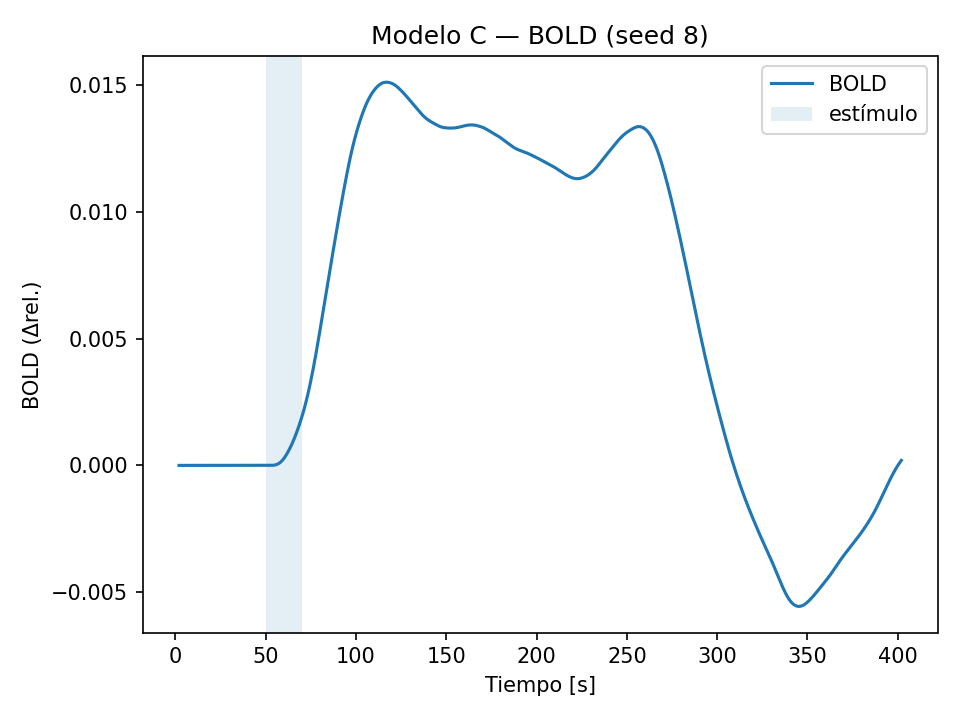 Modelo C — BOLD (seed 8)
BOLD
estímulo
BOLD (Δrel.)
0.015
0.010
0.005
0.000
−0.005
0 50 100 150 200 250 300 350 400
Tiempo [s]